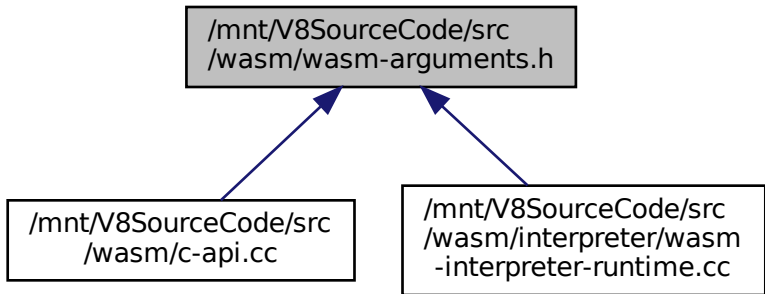 /mnt/V8SourceCode/src
/wasm/wasm-arguments.h
/mnt/V8SourceCode/src
/wasm/c-api.cc
/mnt/V8SourceCode/src
/wasm/interpreter/wasm
-interpreter-runtime.cc